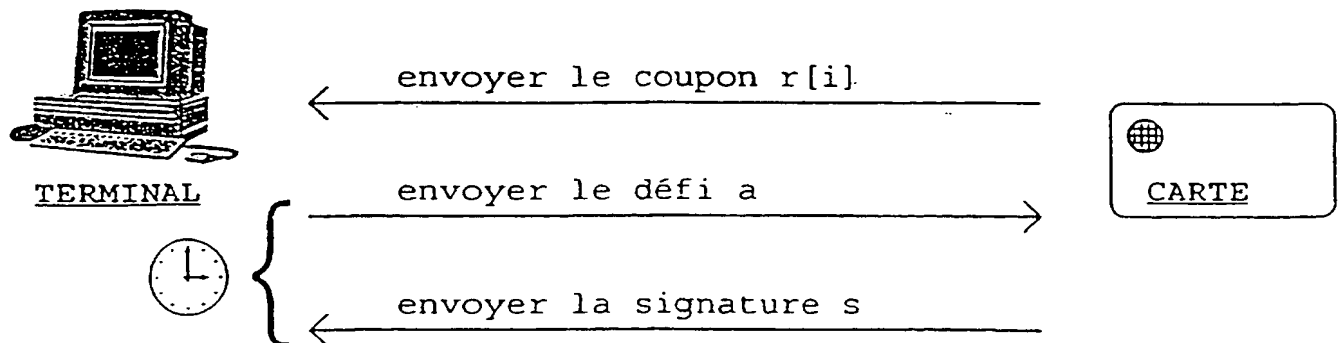 envoyer le coupon r[i]
TERMINAL
envoyer le défi a
CARTE
envoyer la signature s